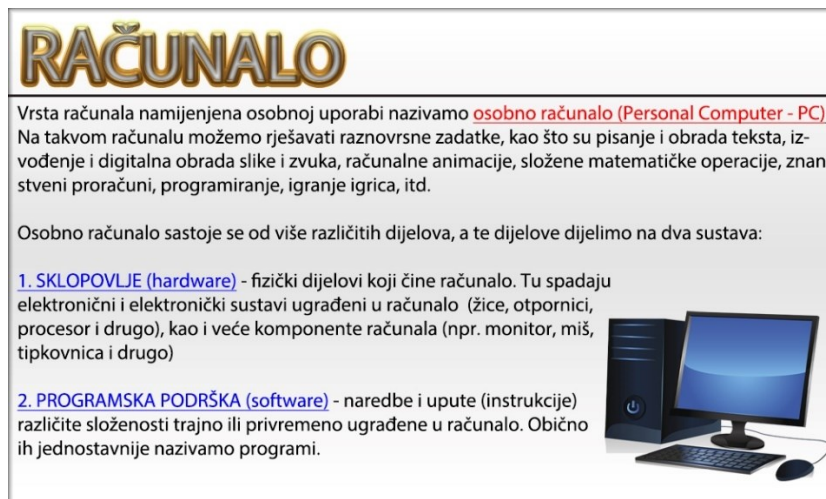 RAČUNALO
Vrsta računala namijenjena osobnoj uporabi nazivamo osobno računalo (Personal Computer - PC)
Na takvom računalu možemo rješavati raznovrsne zadatke, kao što su pisanje i obrada teksta, iz-
vođenje i digitalna obrada slike i zvuka, računalne animacije, složene matematičke operacije, znan
stveni proračuni, programiranje, igranje igrica, itd.
Osobno računalo sastoje se od više različitih dijelova, a te dijelove dijelimo na dva sustava:
1. SKLOPOVLJE (hardware) - fizički dijelovi koji čine računalo. Tu spadaju
elektronični i elektronički sustavi ugrađeni u računalo (žice, otpornici,
procesor i drugo), kao i veće komponente računala (npr. monitor, miš,
tipkovnica i drugo)
2. PROGRAMSKA PODRŠKA (software) - naredbe i upute (instrukcije)
različite složenosti trajno ili privremeno ugrađene u računalo. Obično
ih jednostavnije nazivamo programi.